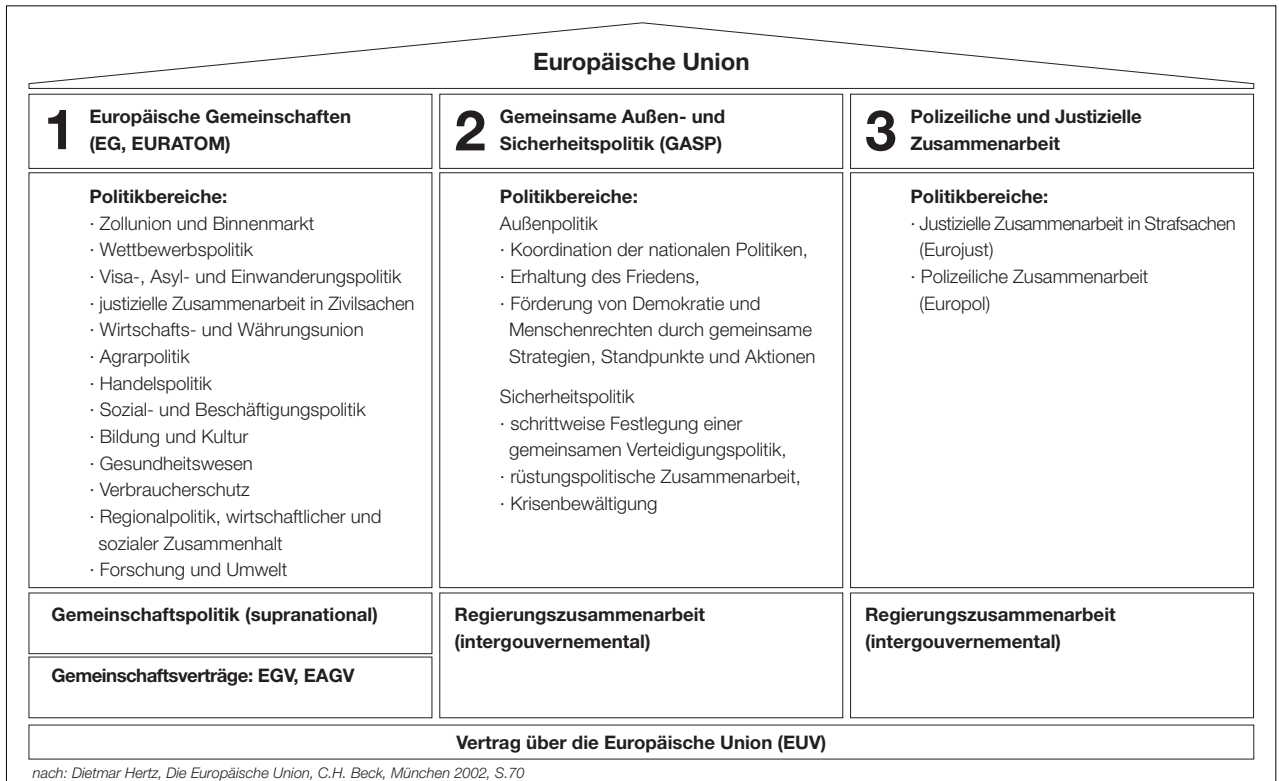 Europäische Union
1 Europäische Gemeinschaften
(EG, EURATOM)
Politikbereiche:
· Zollunion und Binnenmarkt
· Wettbewerbspolitik
· Visa-, Asyl- und Einwanderungspolitik
· justizielle Zusammenarbeit in Zivilsachen
· Wirtschafts- und Währungsunion
· Agrarpolitik
· Handelspolitik
· Sozial- und Beschäftigungspolitik
· Bildung und Kultur
· Gesundheitswesen
· Verbraucherschutz
· Regionalpolitik, wirtschaftlicher und
sozialer Zusammenhalt
· Forschung und Umwelt
Gemeinschaftspolitik (supranational)
Gemeinschaftsverträge: EGV, EAGV
2 Gemeinsame Außen- und
Sicherheitspolitik (GASP)
Politikbereiche:
Außenpolitik
· Koordination der nationalen Politiken,
· Erhaltung des Friedens,
· Förderung von Demokratie und
Menschenrechten durch gemeinsame
Strategien, Standpunkte und Aktionen
Sicherheitspolitik
· schrittweise Festlegung einer
gemeinsamen Verteidigungspolitik,
· rüstungspolitische Zusammenarbeit,
· Krisenbewältigung
Regierungszusammenarbeit
(intergouvernemental)
3 Polizeiliche und Justizielle
Zusammenarbeit
Politikbereiche:
· Justizielle Zusammenarbeit in Strafsachen
(Eurojust)
· Polizeiliche Zusammenarbeit
(Europol)
Regierungszusammenarbeit
(intergouvernemental)
Vertrag über die Europäische Union (EUV)
nach: Dietmar Hertz, Die Europäische Union, C.H. Beck, München 2002, S.70